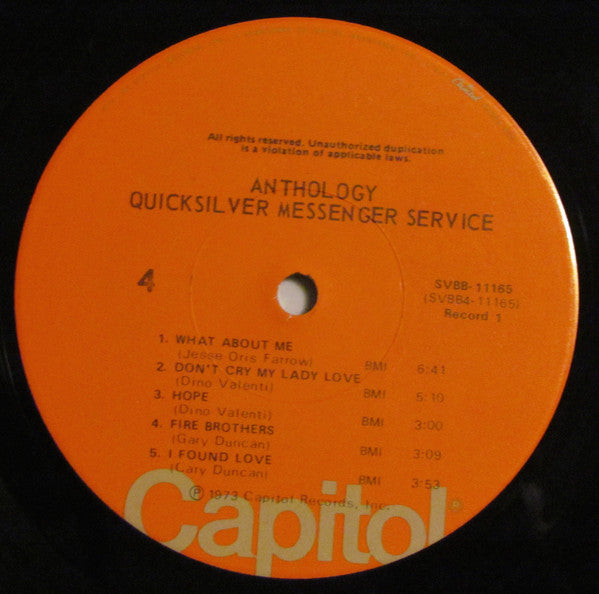 Capitol
All rights reserved. Unauthorized duplication
is a violation of applicable laws.
ANTHOLOGY
QUICKSILVER MESSENGER SERVICE
4
SVBB-11165
(SVBB4-11165)
Record 1
1. WHAT ABOUT ME
(Jesse Oris Farrow) BMI 6:41
2. DON'T CRY MY LADY LOVE
(Dino Valenti) BMI 5:10
3. HOPE
(Dino Valenti) BMI 3:00
4. FIRE BROTHERS
(Gary Duncan) BMI 3:09
5. I FOUND LOVE
(Gary Duncan) BMI 3:53
℗ 1973 Capitol Records, Inc.
Capitol®